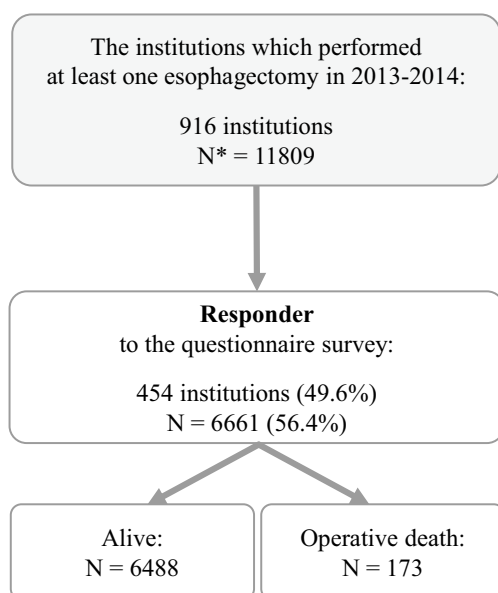 The institutions which performed
at least one esophagectomy in 2013-2014:
916 institutions
N* = 11809
Responder
to the questionnaire survey:
454 institutions (49.6%)
N = 6661 (56.4%)
Alive:
N = 6488
Operative death:
N = 173